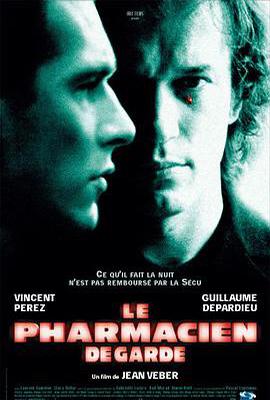 CE QU'IL FAIT LA NUIT
N'EST PAS REMBOURSÉ PAR LA SÉCU
VINCENT
PEREZ
GUILLAUME
DEPARDIEU
LE
PHARMACIEN
DE GARDE
Un film de JEAN VEBER